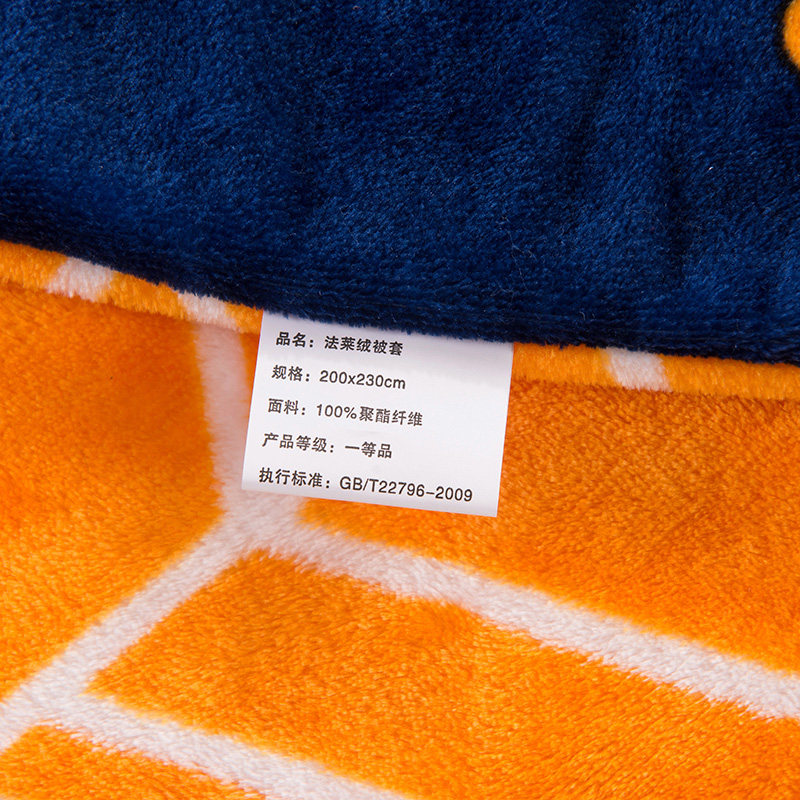 品名：法莱绒被套
规格：200x230cm
面料：100%聚酯纤维
产品等级：一等品
执行标准：GB/T22796-2009